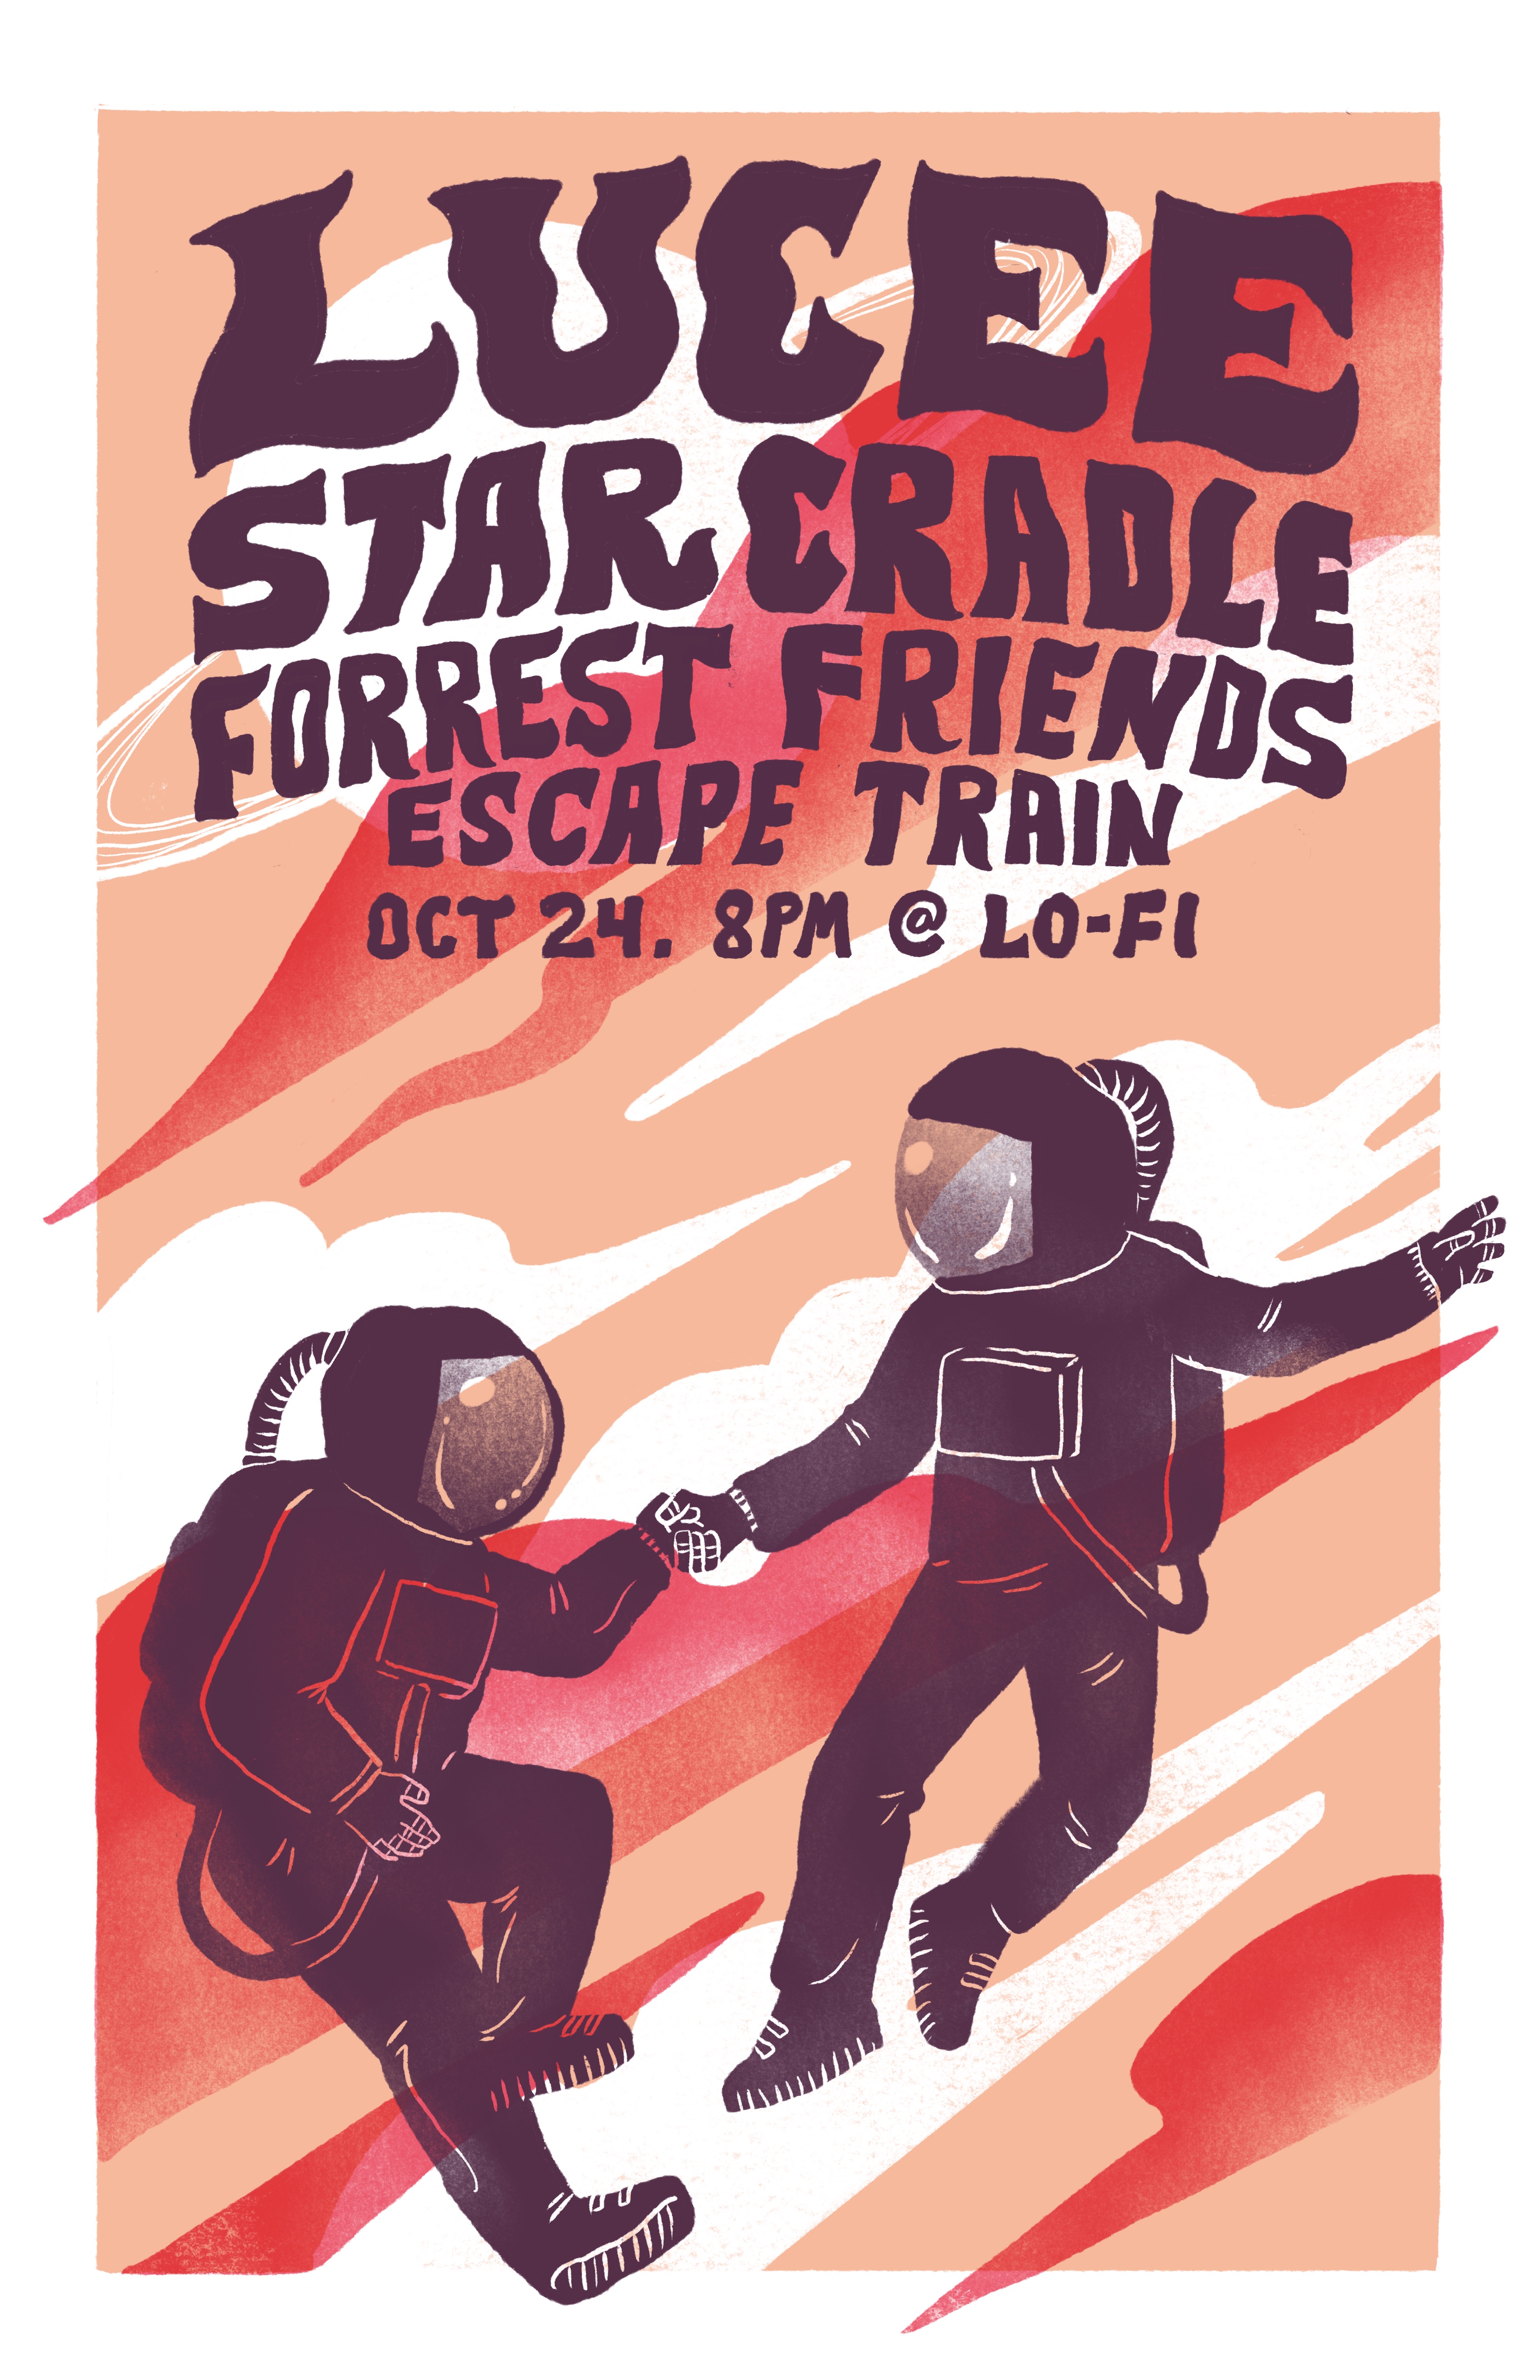 LUCEE
STAR CRADLE
FORREST FRIENDS
ESCAPE TRAIN
OCT 24. 8PM @ LO-FI